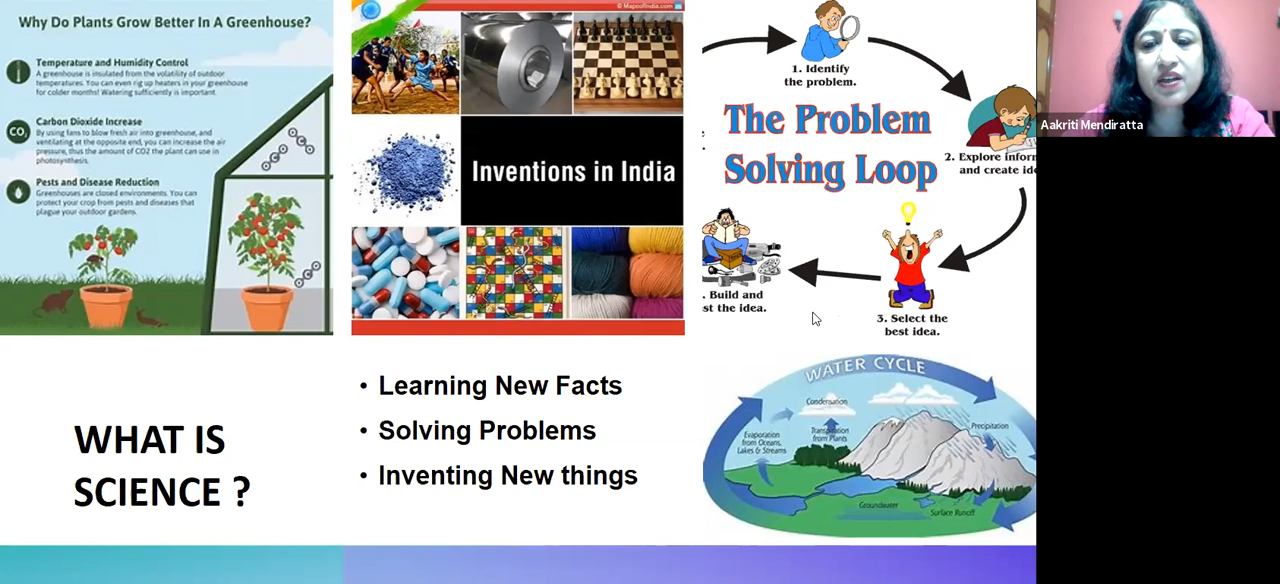 Why Do Plants Grow Better In A Greenhouse?
Temperature and Humidity Control
A greenhouse is insulated from the volatility of outdoor
temperatures. You can even rig up heaters in your greenhouse
for colder months! Watering sufficiently is important.
CO₂
Carbon Dioxide Increase
By using fans to blow fresh air into greenhouse, and
ventilating at the opposite end, you can increase the air
pressure, thus the amount of CO2 the plant can use in
photosynthesis.
Pests and Disease Reduction
Greenhouses are closed environments. You can
protect your crop from pests and diseases that
plague your outdoor gardens.
© MapsofIndia.com
Inventions in India
1. Identify
the problem.
The Problem
Solving Loop
2. Explore inform
and create ide
3. Select the
best idea.
. Build and
st the idea.
Aakriti Mendiratta
WHAT IS
SCIENCE ?
• Learning New Facts
• Solving Problems
• Inventing New things
WATER CYCLE
Condensation
Precipitation
Transpiration
from Plants
Evaporation
from Oceans,
Lakes & Streams
Groundwater
Surface Runoff